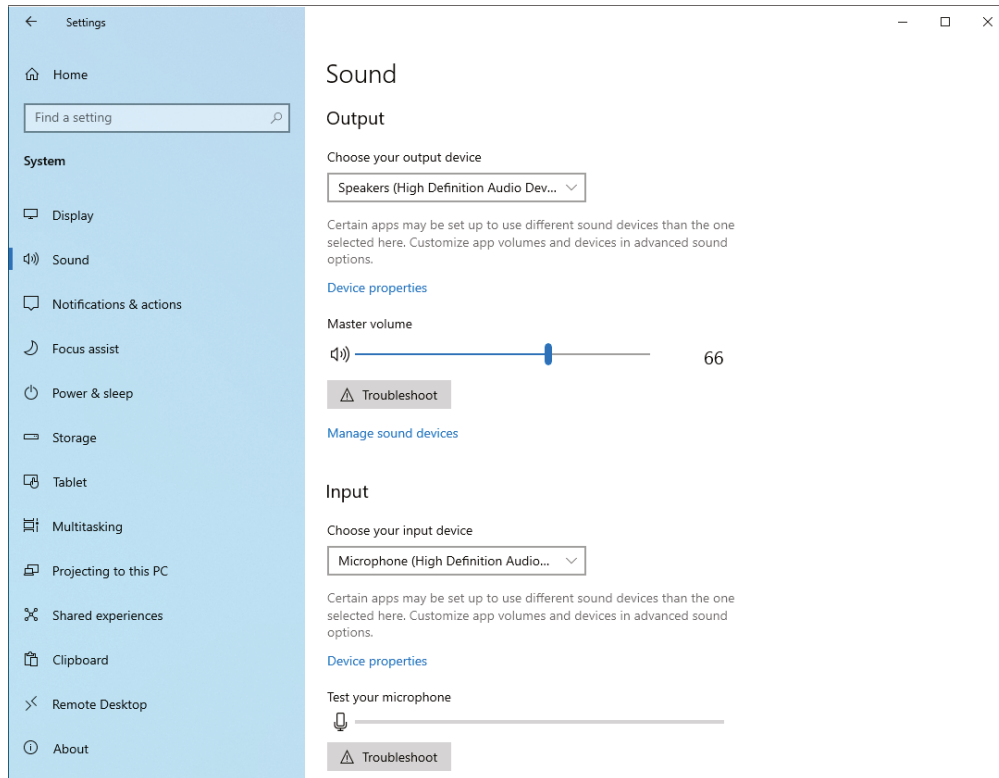 Settings
Home
Find a setting
System
Display
Sound
Notifications & actions
Focus assist
Power & sleep
Storage
Tablet
Multitasking
Projecting to this PC
Shared experiences
Clipboard
Remote Desktop
About
Sound
Output
Choose your output device
Speakers (High Definition Audio Dev...
Certain apps may be set up to use different sound devices than the one
selected here. Customize app volumes and devices in advanced sound
options.
Device properties
Master volume
66
Troubleshoot
Manage sound devices
Input
Choose your input device
Microphone (High Definition Audio...
Certain apps may be set up to use different sound devices than the one
selected here. Customize app volumes and devices in advanced sound
options.
Device properties
Test your microphone
Troubleshoot